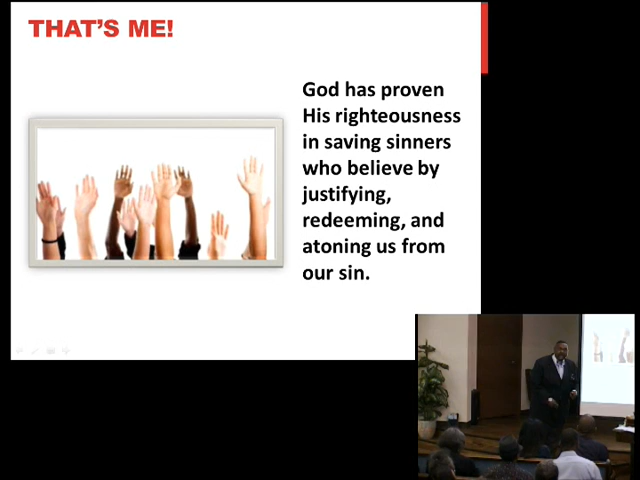 THAT'S ME!
God has proven
His righteousness
in saving sinners
who believe by
justifying,
redeeming, and
atoning us from
our sin.